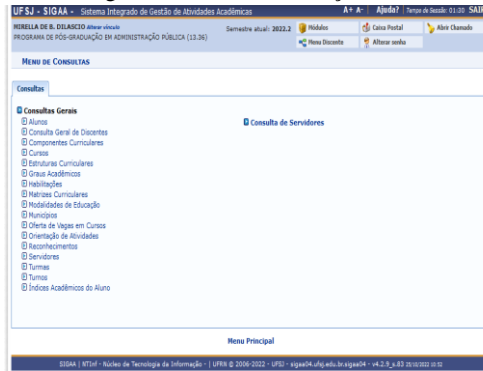 UFSJ - SIGAA - Sistema Integrado de Gestão de Atividades Acadêmicas A+ A- Ajuda? Tempo de Sessão: 01:30 SAIR
MIRELLA DE B. DILASCIO Alterar vínculo Semestre atual: 2022.2 Módulos Caixa Postal Abrir Chamado
PROGRAMA DE PÓS-GRADUAÇÃO EM ADMINISTRAÇÃO PÚBLICA (13.36) Menu Discente Alterar senha
MENU DE CONSULTAS
Consultas
Consultas Gerais
Alunos
Consulta Geral de Discentes
Componentes Curriculares
Cursos
Estruturas Curriculares
Graus Acadêmicos
Habilitações
Matrizes Curriculares
Modalidades de Educação
Municípios
Oferta de Vagas em Cursos
Orientação de Atividades
Reconhecimentos
Servidores
Turmas
Turnos
Índices Acadêmicos do Aluno
Consulta de Servidores
Menu Principal
SIGAA | NTInf - Núcleo de Tecnologia da Informação - | UFRN © 2006-2022 - UFSJ - sigaa04.ufsj.edu.br.sigaa04 - v4.2.9_s.83